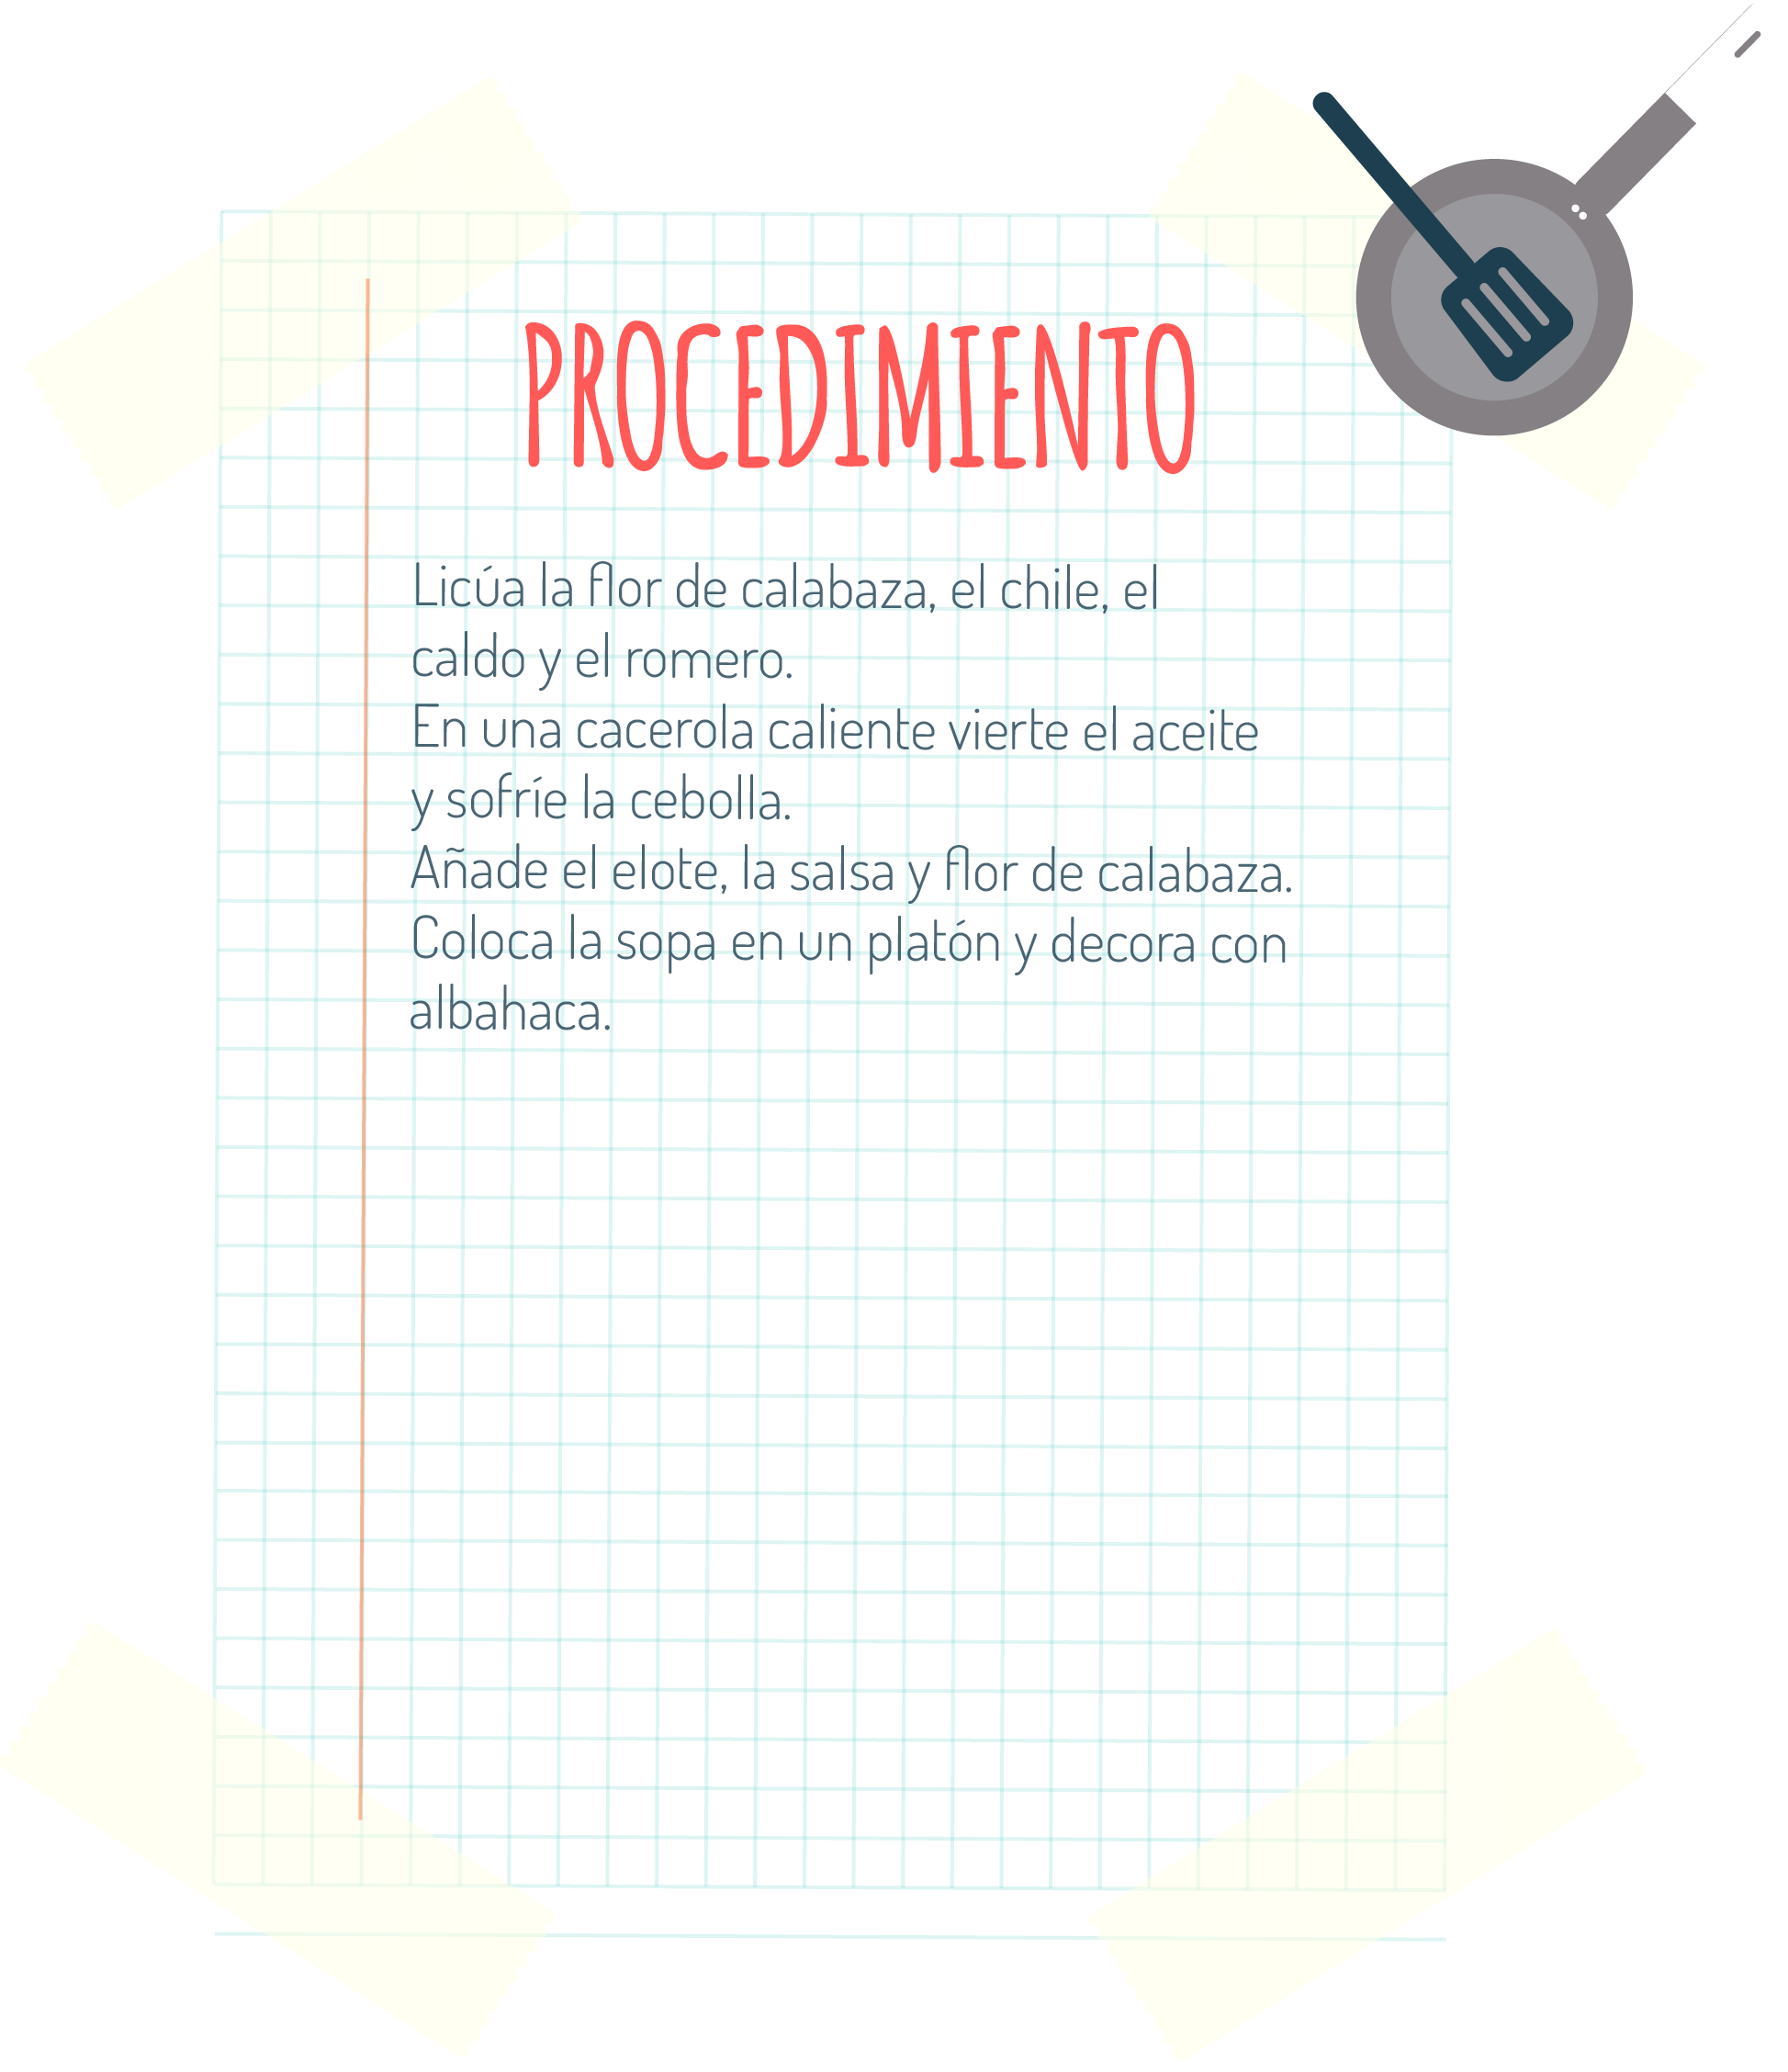 PROCEDIMIENTO
Licúa la flor de calabaza, el chile, el
caldo y el romero.
En una cacerola caliente vierte el aceite
y sofríe la cebolla.
Añade el elote, la salsa y flor de calabaza.
Coloca la sopa en un platón y decora con
albahaca.